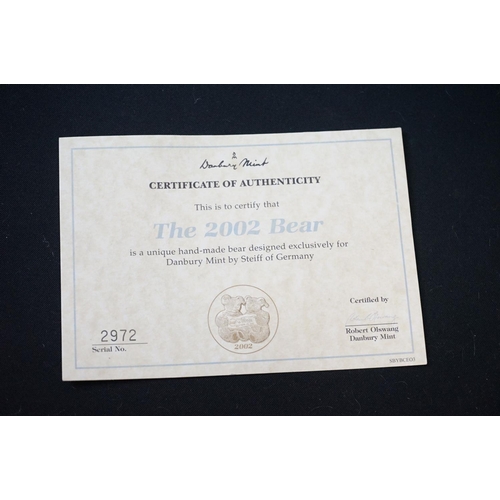 Danbury Mint
CERTIFICATE OF AUTHENTICITY
This is to certify that
The 2002 Bear
is a unique hand-made bear designed exclusively for
Danbury Mint by Steiff of Germany
Certified by
Robert Olswang
Danbury Mint
2972
Serial No.
2002